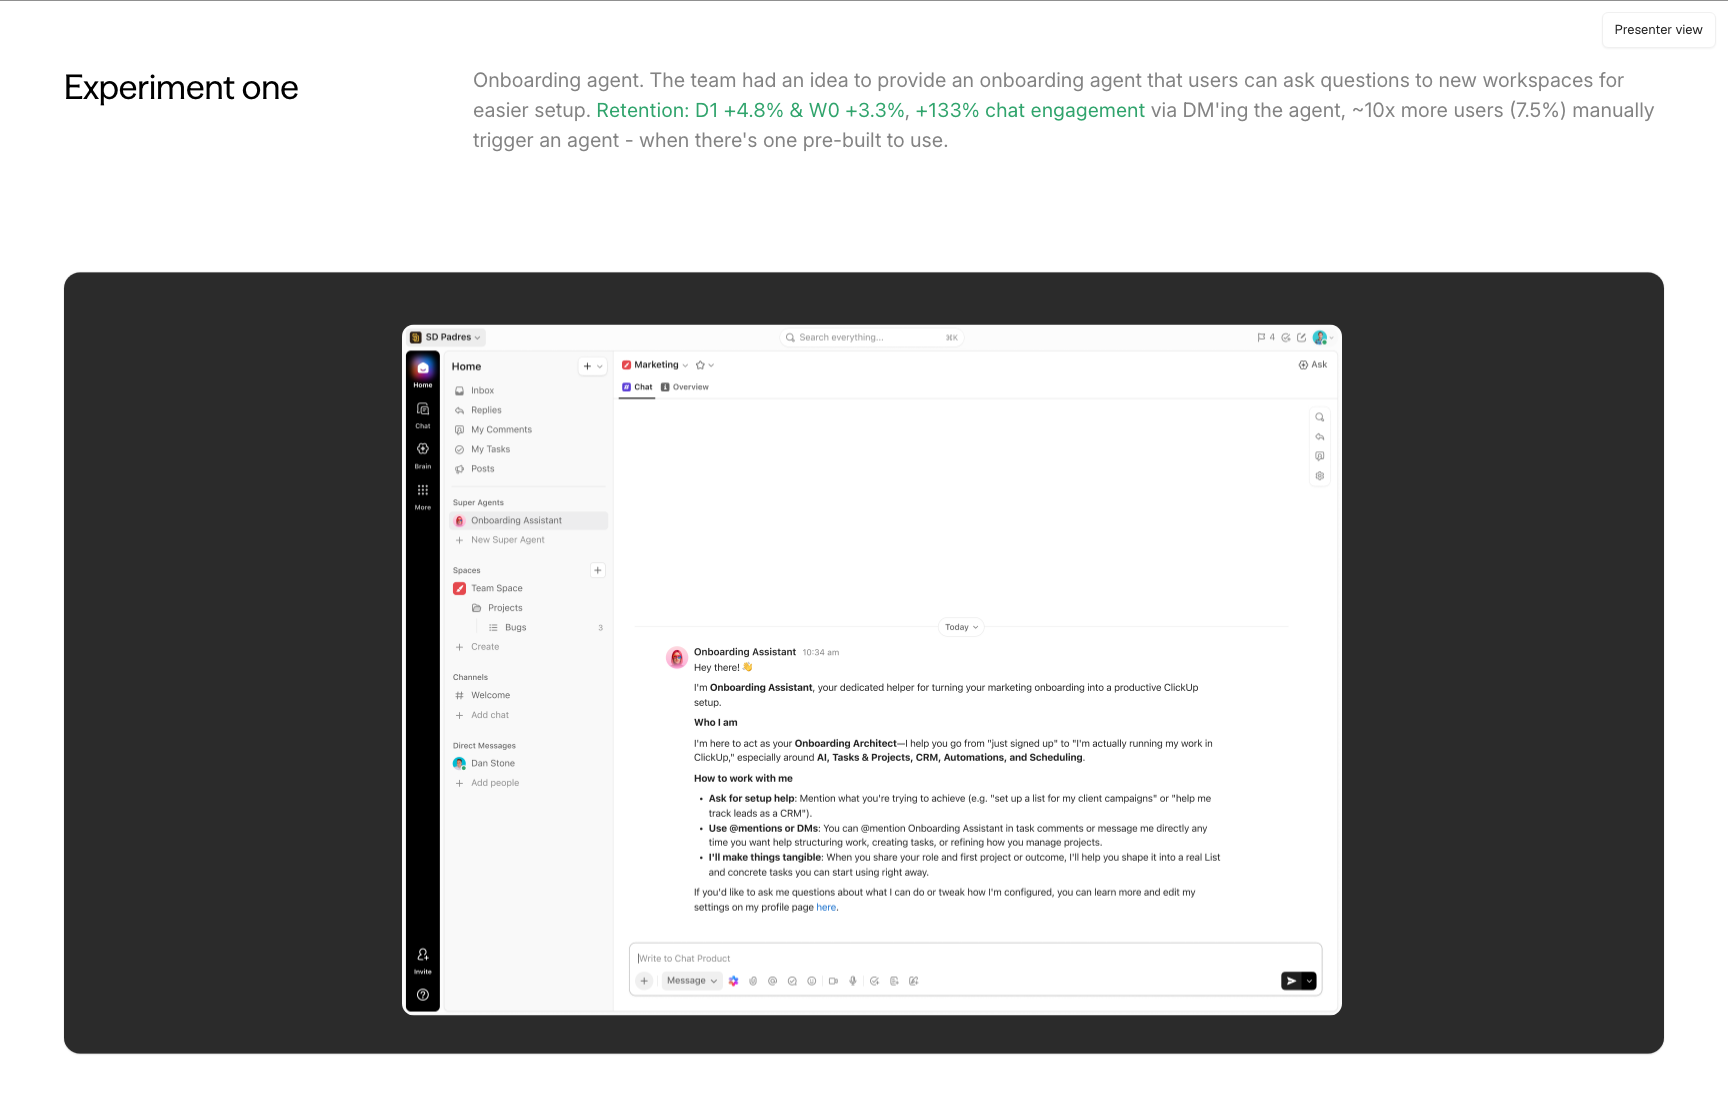 Presenter view
Experiment one
Onboarding agent. The team had an idea to provide an onboarding agent that users can ask questions to new workspaces for
easier setup. Retention: D1 +4.8% & W0 +3.3%, +133% chat engagement via DM'ing the agent, ~10x more users (7.5%) manually
trigger an agent - when there's one pre-built to use.
SD Padres
Search everything...
⌘K
4
Home
Chat
Brain
More
Invite
Home
Inbox
Replies
My Comments
My Tasks
Posts
Super Agents
Onboarding Assistant
New Super Agent
Spaces
Team Space
Projects
Bugs 3
Create
Channels
Welcome
Add chat
Direct Messages
Dan Stone
Add people
Marketing
Ask
Chat
Overview
Today
Onboarding Assistant 10:34 am
Hey there! 👋
I'm Onboarding Assistant, your dedicated helper for turning your marketing onboarding into a productive ClickUp
setup.
Who I am
I'm here to act as your Onboarding Architect—I help you go from "just signed up" to "I'm actually running my work in
ClickUp," especially around AI, Tasks & Projects, CRM, Automations, and Scheduling.
How to work with me
• Ask for setup help: Mention what you're trying to achieve (e.g. "set up a list for my client campaigns" or "help me
track leads as a CRM").
• Use @mentions or DMs: You can @mention Onboarding Assistant in task comments or message me directly any
time you want help structuring work, creating tasks, or refining how you manage projects.
• I'll make things tangible: When you share your role and first project or outcome, I'll help you shape it into a real List
and concrete tasks you can start using right away.
If you'd like to ask me questions about what I can do or tweak how I'm configured, you can learn more and edit my
settings on my profile page here.
Write to Chat Product
Message